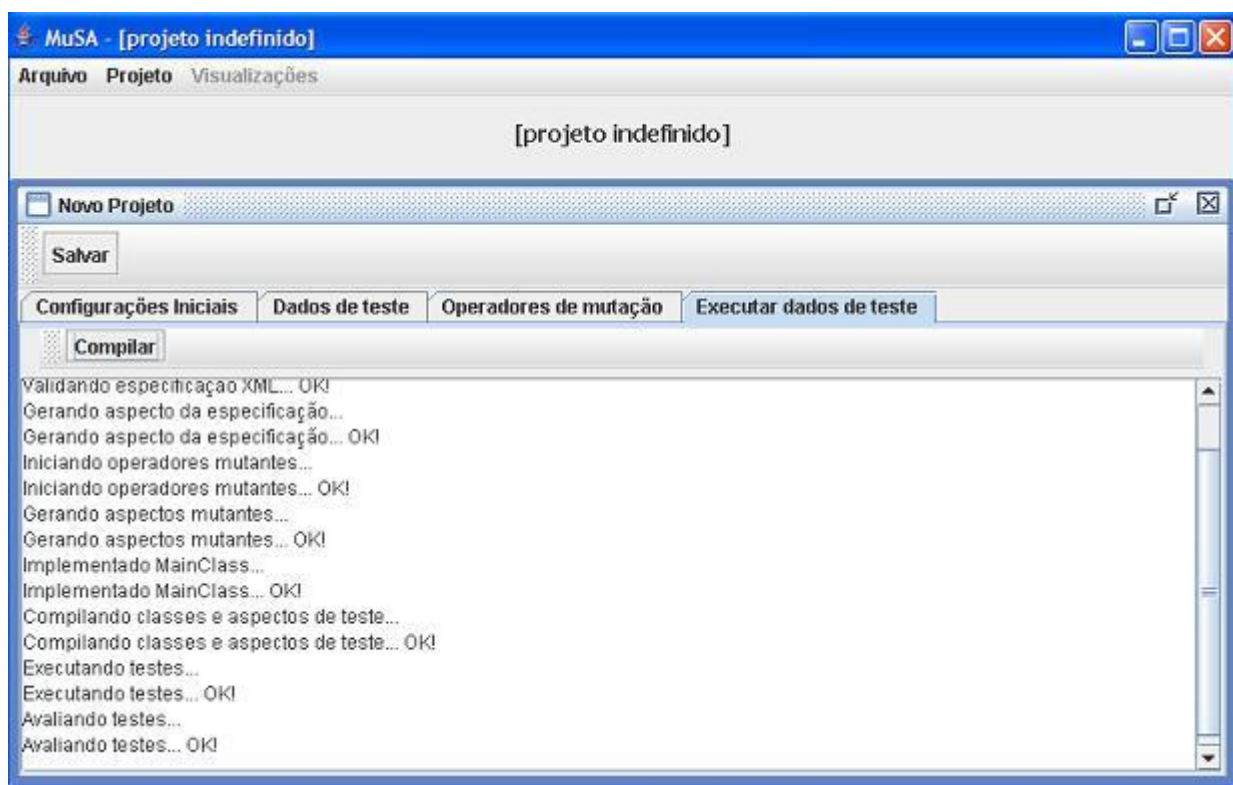 MuSA - [projeto indefinido]
Arquivo Projeto Visualizações
[projeto indefinido]
Novo Projeto
Salvar
Configurações Iniciais Dados de teste Operadores de mutação Executar dados de teste
Compilar
Validando especificação XML... OK!
Gerando aspecto da especificação...
Gerando aspecto da especificação... OK!
Iniciando operadores mutantes...
Iniciando operadores mutantes... OK!
Gerando aspectos mutantes...
Gerando aspectos mutantes... OK!
Implementado MainClass...
Implementado MainClass... OK!
Compilando classes e aspectos de teste...
Compilando classes e aspectos de teste... OK!
Executando testes...
Executando testes... OK!
Avaliando testes...
Avaliando testes... OK!